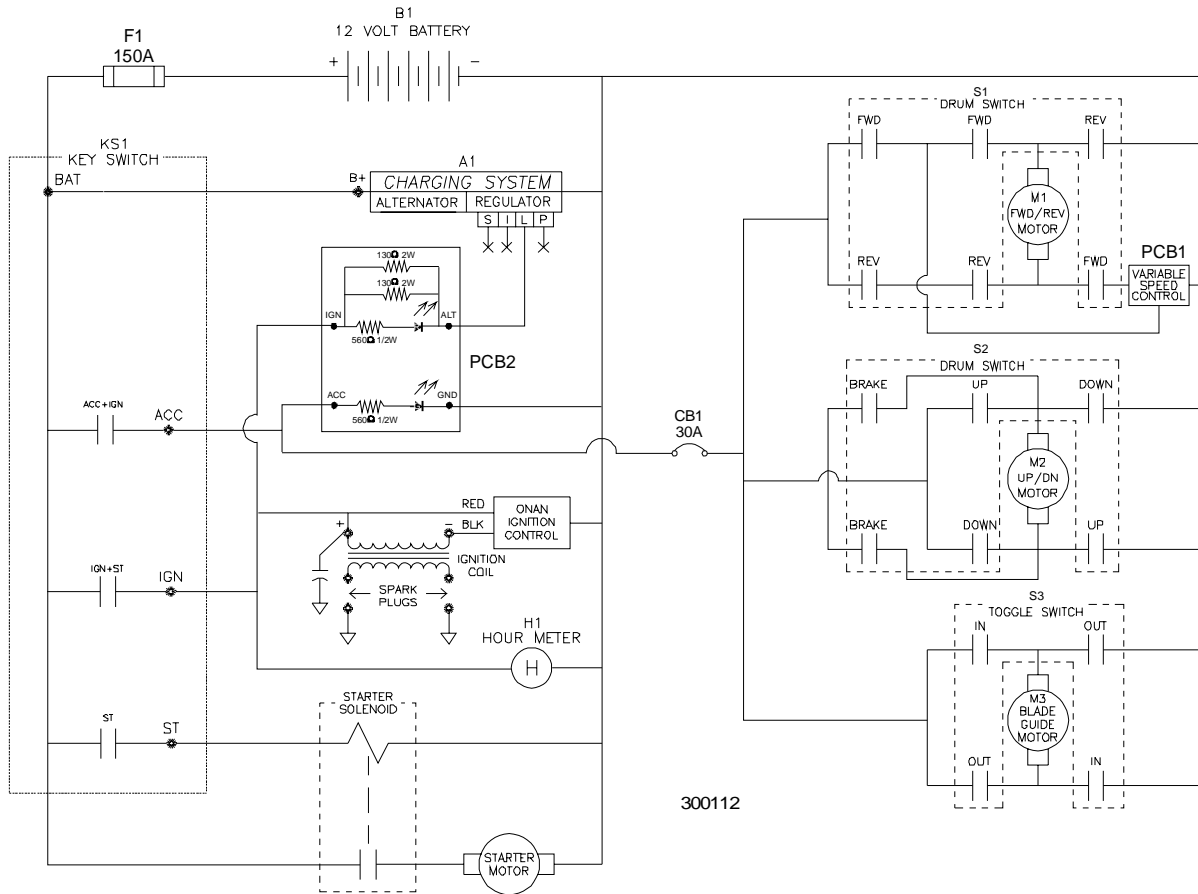 B1
12 VOLT BATTERY
F1
150A
+
-
KS1
KEY SWITCH
BAT
A1
B+
CHARGING SYSTEM
ALTERNATOR
REGULATOR
S I L P
130Ω 2W
130Ω 2W
IGN
ALT
560Ω 1/2W
PCB2
ACC
GND
560Ω 1/2W
ACC+IGN
ACC
CB1
30A
RED
BLK
+
-
ONAN
IGNITION
CONTROL
IGNITION
COIL
SPARK
PLUGS
IGN+ST
IGN
H1
HOUR METER
H
STARTER
SOLENOID
ST
ST
STARTER
MOTOR
S1
DRUM SWITCH
FWD
FWD
REV
M1
FWD/REV
MOTOR
PCB1
REV
REV
FWD
VARIABLE
SPEED
CONTROL
S2
DRUM SWITCH
BRAKE
UP
DOWN
M2
UP/DN
MOTOR
BRAKE
DOWN
UP
S3
TOGGLE SWITCH
IN
OUT
M3
BLADE
GUIDE
MOTOR
OUT
IN
300112